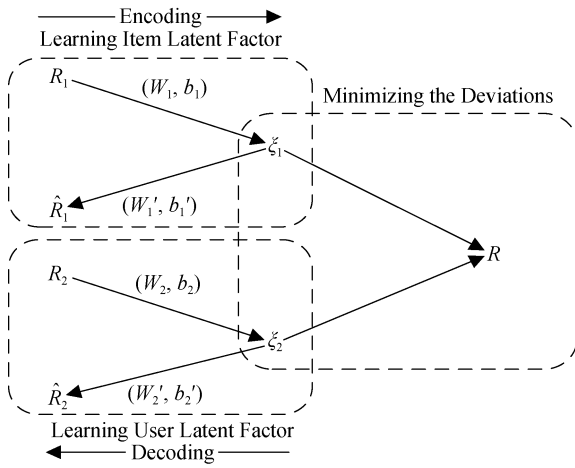 Encoding
Learning Item Latent Factor
R₁
(W₁, b₁)
Minimizing the Deviations
ξ₁
R̂₁
(W₁′, b₁′)
R
R₂
(W₂, b₂)
ξ₂
R̂₂
(W₂′, b₂′)
Learning User Latent Factor
Decoding